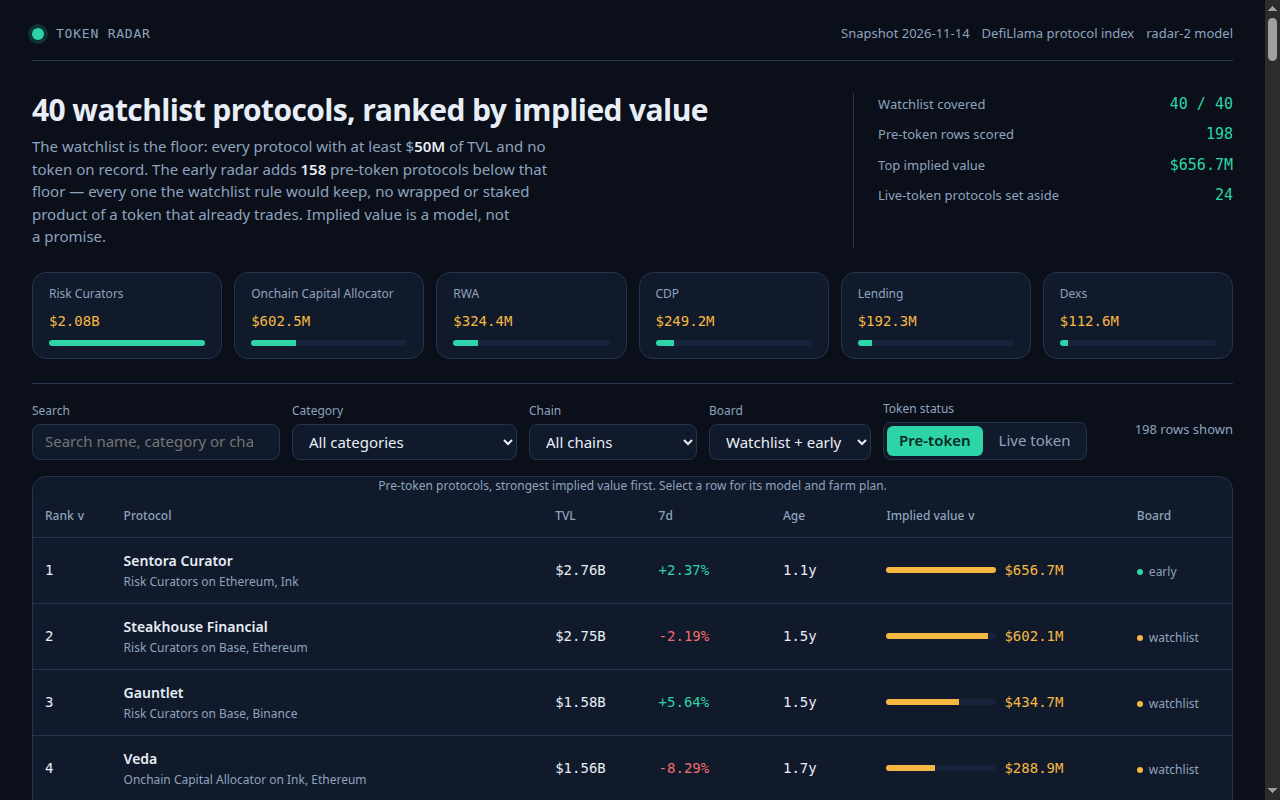 TOKEN RADAR
Snapshot 2026-11-14 DefiLlama protocol index radar-2 model
40 watchlist protocols, ranked by implied value
The watchlist is the floor: every protocol with at least $50M of TVL and no
token on record. The early radar adds 158 pre-token protocols below that
floor — every one the watchlist rule would keep, no wrapped or staked
product of a token that already trades. Implied value is a model, not
a promise.
Watchlist covered 40 / 40
Pre-token rows scored 198
Top implied value $656.7M
Live-token protocols set aside 24
Risk Curators
$2.08B
Onchain Capital Allocator
$602.5M
RWA
$324.4M
CDP
$249.2M
Lending
$192.3M
Dexs
$112.6M
Search
Search name, category or cha
Category
All categories
Chain
All chains
Board
Watchlist + early
Token status
Pre-token Live token
198 rows shown
Pre-token protocols, strongest implied value first. Select a row for its model and farm plan.
Rank v Protocol TVL 7d Age Implied value v Board
1 Sentora Curator $2.76B +2.37% 1.1y $656.7M early
Risk Curators on Ethereum, Ink
2 Steakhouse Financial $2.75B -2.19% 1.5y $602.1M watchlist
Risk Curators on Base, Ethereum
3 Gauntlet $1.58B +5.64% 1.5y $434.7M watchlist
Risk Curators on Base, Binance
4 Veda $1.56B -8.29% 1.7y $288.9M watchlist
Onchain Capital Allocator on Ink, Ethereum